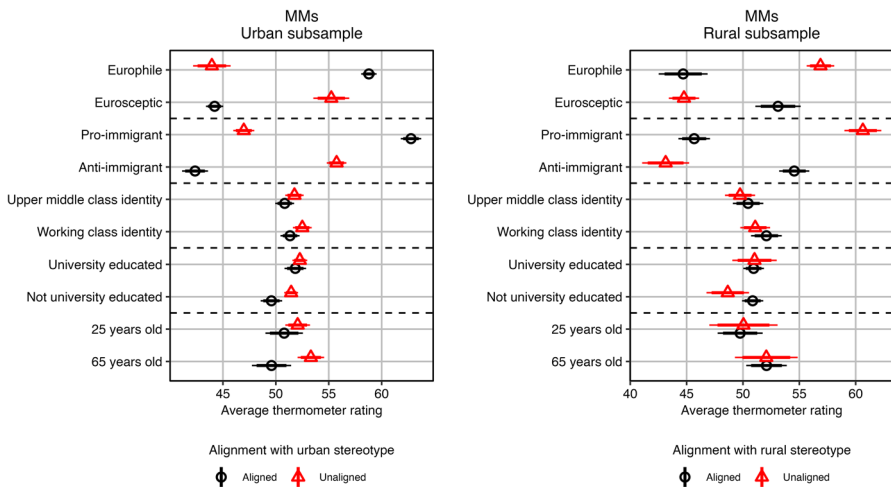 MMs
Urban subsample
Europhile
Eurosceptic
Pro-immigrant
Anti-immigrant
Upper middle class identity
Working class identity
University educated
Not university educated
25 years old
65 years old
45 50 55 60
Average thermometer rating
Alignment with urban stereotype
Aligned Unaligned
MMs
Rural subsample
Europhile
Eurosceptic
Pro-immigrant
Anti-immigrant
Upper middle class identity
Working class identity
University educated
Not university educated
25 years old
65 years old
40 45 50 55 60
Average thermometer rating
Alignment with rural stereotype
Aligned Unaligned